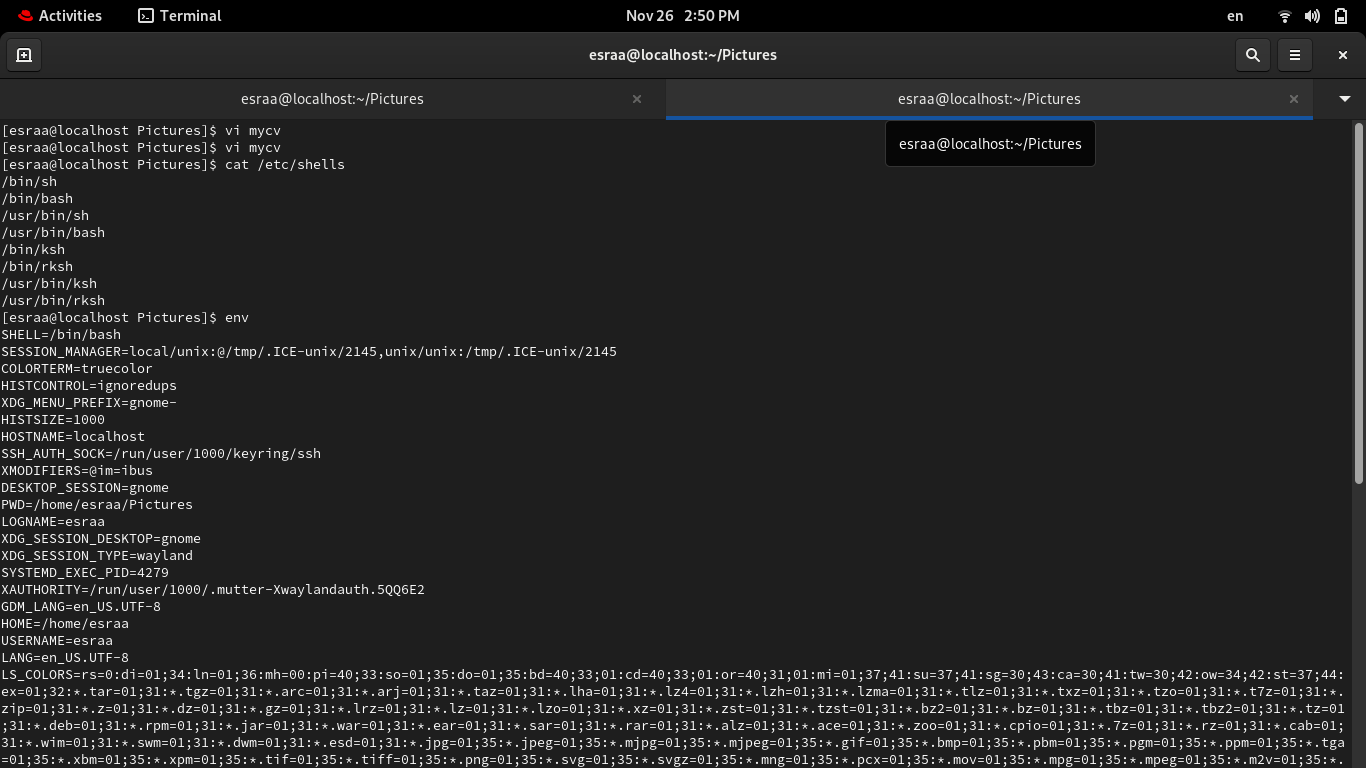 Activities Terminal Nov 26 2:50 PM en
esraa@localhost:~/Pictures
esraa@localhost:~/Pictures esraa@localhost:~/Pictures
esraa@localhost:~/Pictures
[esraa@localhost Pictures]$ vi mycv
[esraa@localhost Pictures]$ vi mycv
[esraa@localhost Pictures]$ cat /etc/shells
/bin/sh
/bin/bash
/usr/bin/sh
/usr/bin/bash
/bin/ksh
/bin/rksh
/usr/bin/ksh
/usr/bin/rksh
[esraa@localhost Pictures]$ env
SHELL=/bin/bash
SESSION_MANAGER=local/unix:@/tmp/.ICE-unix/2145,unix/unix:/tmp/.ICE-unix/2145
COLORTERM=truecolor
HISTCONTROL=ignoredups
XDG_MENU_PREFIX=gnome-
HISTSIZE=1000
HOSTNAME=localhost
SSH_AUTH_SOCK=/run/user/1000/keyring/ssh
XMODIFIERS=@im=ibus
DESKTOP_SESSION=gnome
PWD=/home/esraa/Pictures
LOGNAME=esraa
XDG_SESSION_DESKTOP=gnome
XDG_SESSION_TYPE=wayland
SYSTEMD_EXEC_PID=4279
XAUTHORITY=/run/user/1000/.mutter-Xwaylandauth.5QQ6E2
GDM_LANG=en_US.UTF-8
HOME=/home/esraa
USERNAME=esraa
LANG=en_US.UTF-8
LS_COLORS=rs=0:di=01;34:ln=01;36:mh=00:pi=40;33:so=01;35:do=01;35:bd=40;33;01:cd=40;33;01:or=40;31;01:mi=01;37;41:su=37;41:sg=30;43:ca=30;41:tw=30;42:ow=34;42:st=37;44:
ex=01;32:*.tar=01;31:*.tgz=01;31:*.arc=01;31:*.arj=01;31:*.taz=01;31:*.lha=01;31:*.lz4=01;31:*.lzh=01;31:*.lzma=01;31:*.tlz=01;31:*.txz=01;31:*.tzo=01;31:*.t7z=01;31:*.
zip=01;31:*.z=01;31:*.dz=01;31:*.gz=01;31:*.lrz=01;31:*.lz=01;31:*.lzo=01;31:*.xz=01;31:*.zst=01;31:*.tzst=01;31:*.bz2=01;31:*.bz=01;31:*.tbz=01;31:*.tbz2=01;31:*.tz=01
;31:*.deb=01;31:*.rpm=01;31:*.jar=01;31:*.war=01;31:*.ear=01;31:*.sar=01;31:*.rar=01;31:*.alz=01;31:*.ace=01;31:*.zoo=01;31:*.cpio=01;31:*.7z=01;31:*.rz=01;31:*.cab=01;
31:*.wim=01;31:*.swm=01;31:*.dwm=01;31:*.esd=01;31:*.jpg=01;35:*.jpeg=01;35:*.mjpg=01;35:*.mjpeg=01;35:*.gif=01;35:*.bmp=01;35:*.pbm=01;35:*.pgm=01;35:*.ppm=01;35:*.tga
=01;35:*.xbm=01;35:*.xpm=01;35:*.tif=01;35:*.tiff=01;35:*.png=01;35:*.svg=01;35:*.svgz=01;35:*.mng=01;35:*.pcx=01;35:*.mov=01;35:*.mpg=01;35:*.mpeg=01;35:*.m2v=01;35:*.